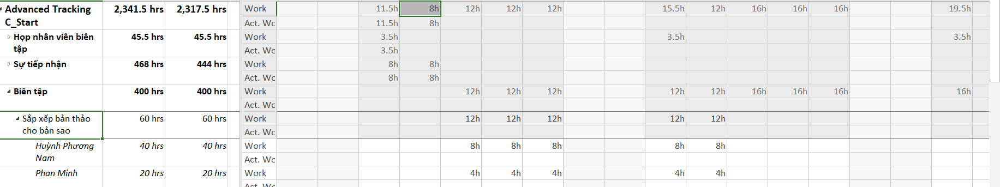 Advanced Tracking 2,341.5 hrs 2,317.5 hrs Work 11.5h 8h 12h 12h 12h 15.5h 12h 16h 16h 16h 19.5h
C_Start Act. Wc 11.5h 8h
Họp nhân viên biên 45.5 hrs 45.5 hrs Work 3.5h 3.5h 3.5h
tập Act. Wc 3.5h
Sự tiếp nhận 468 hrs 444 hrs Work 8h 8h
Act. Wc 8h 8h
Biên tập 400 hrs 400 hrs Work 12h 12h 12h 12h 12h 16h 16h 16h 16h
Act. Wc
Sắp xếp bản thảo 60 hrs 60 hrs Work 12h 12h 12h 12h 12h
cho bản sao Act. Wc
Huỳnh Phương 40 hrs 40 hrs Work 8h 8h 8h 8h 8h
Nam Act. Wc
Phan Minh 20 hrs 20 hrs Work 4h 4h 4h 4h 4h
Act. Wc